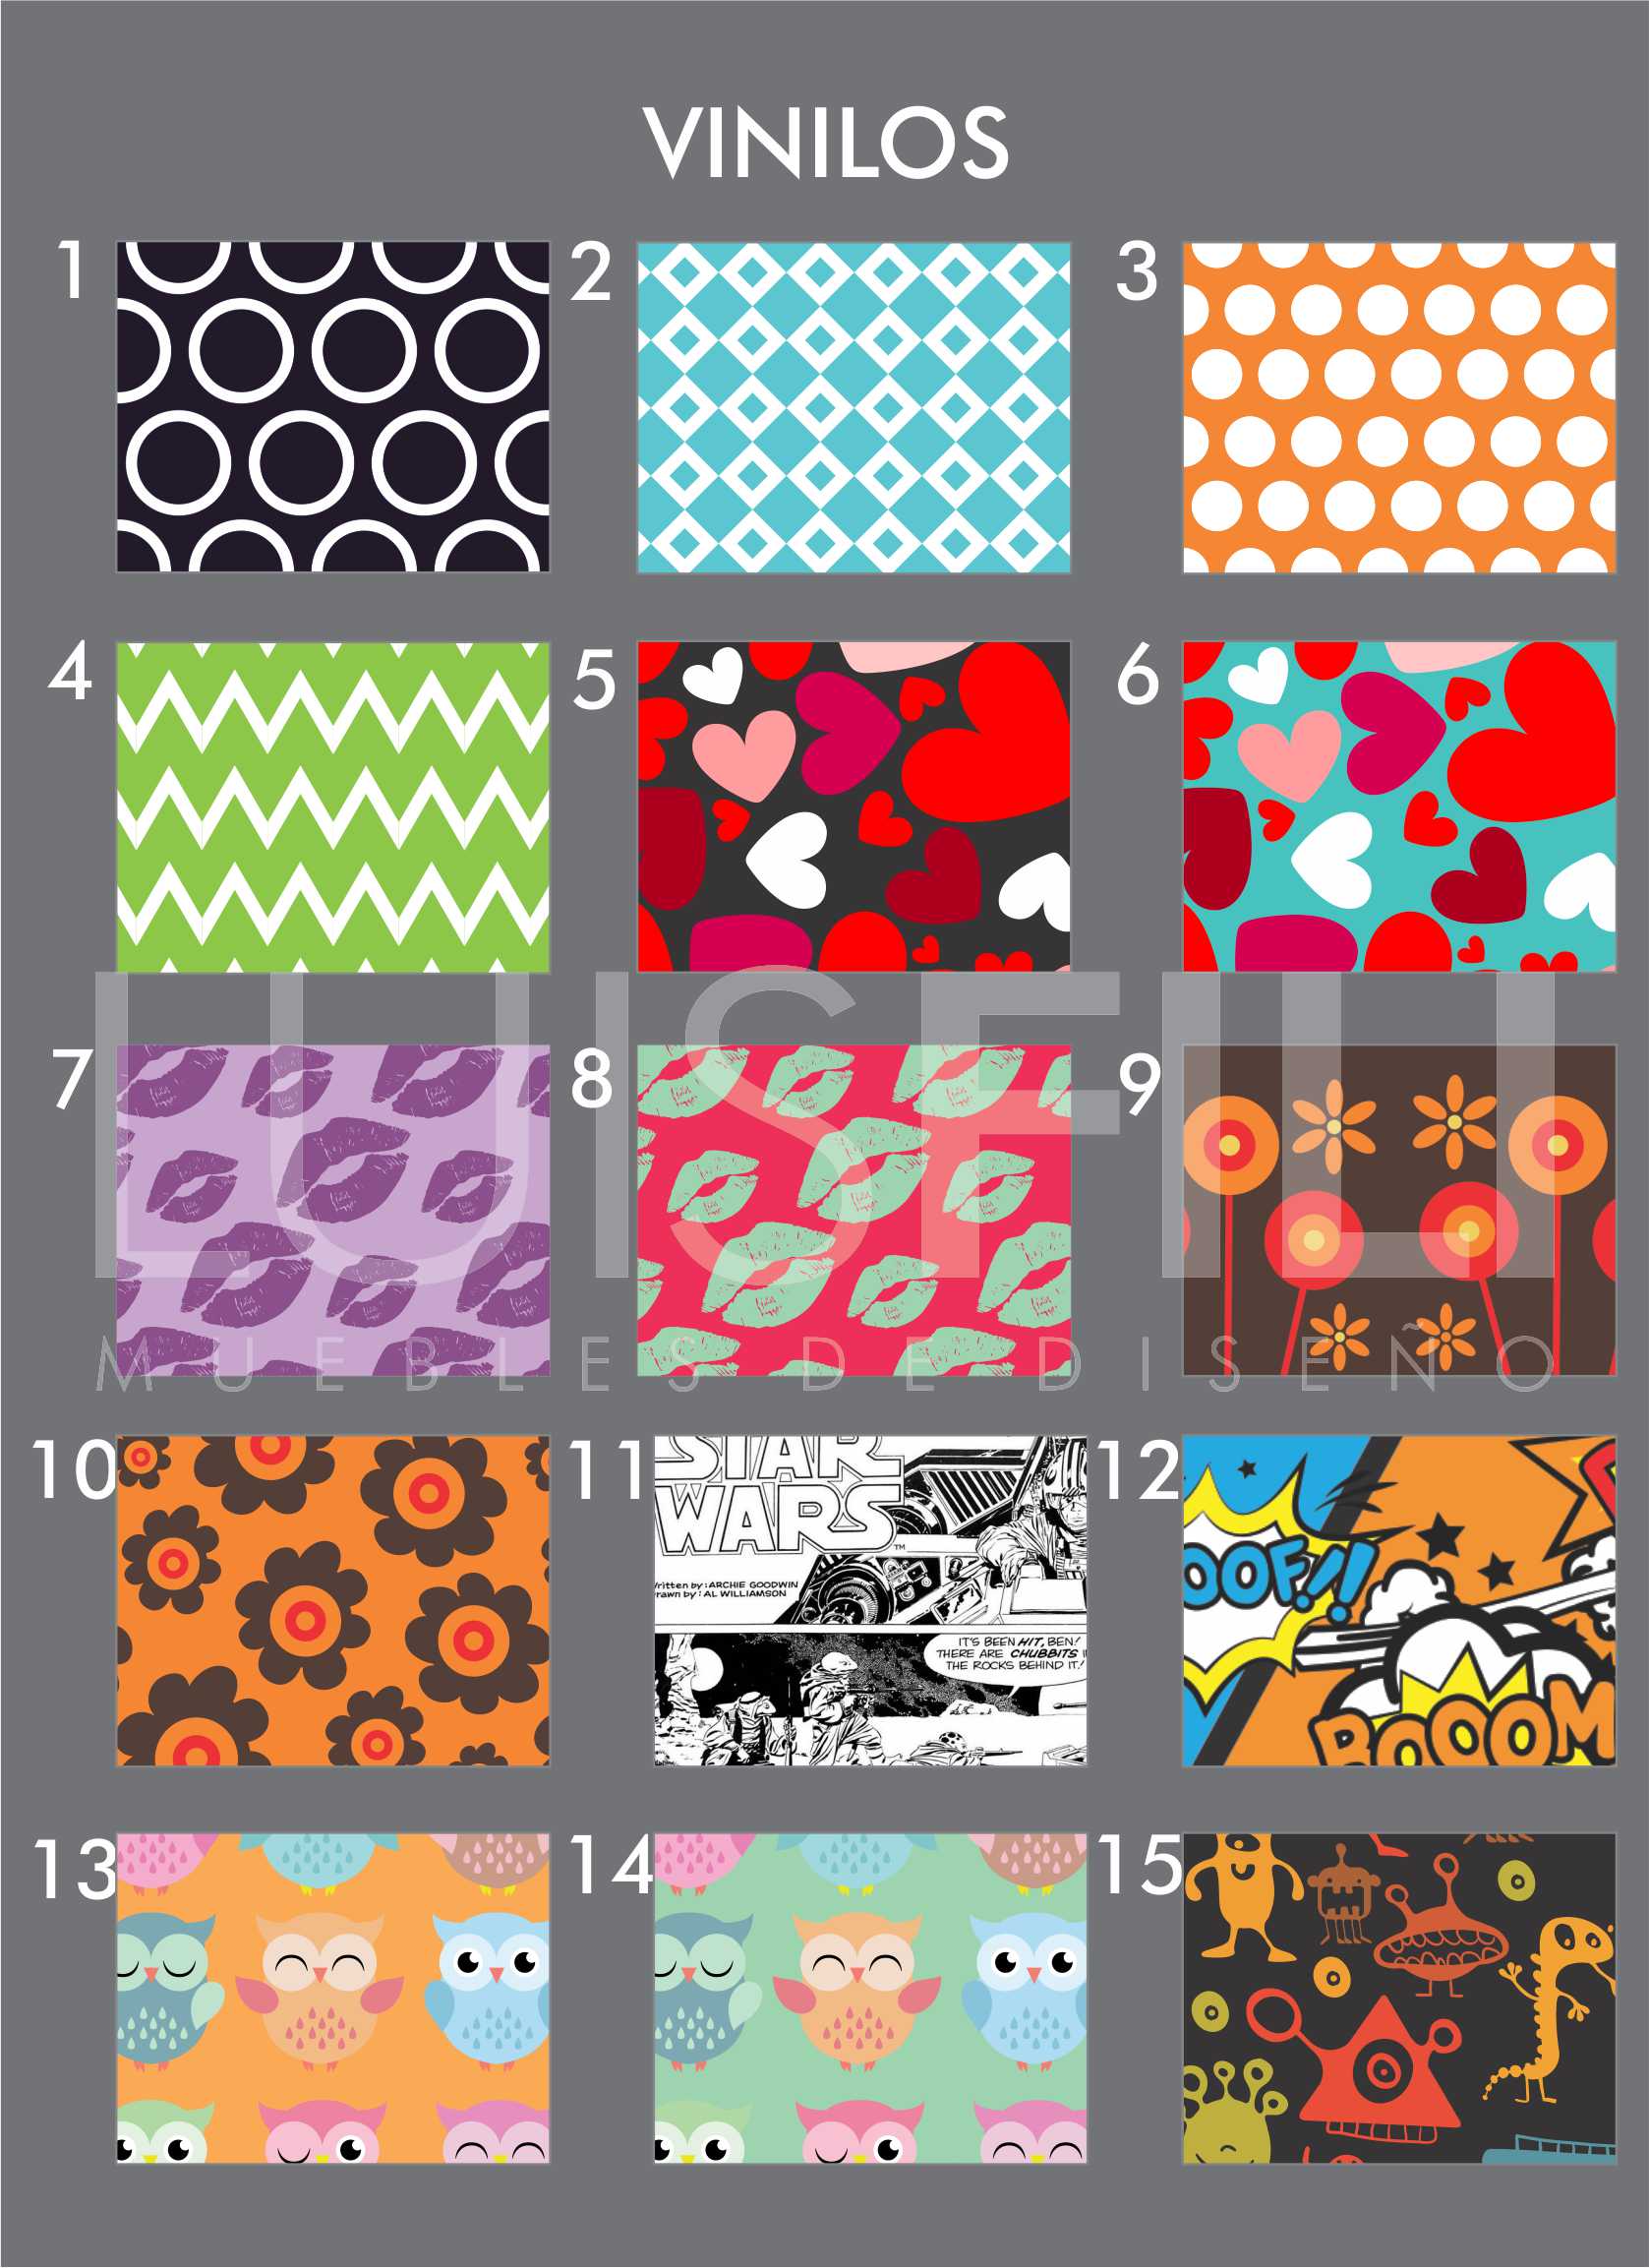 VINILOS
1
2
3
4
5
6
LUISFILI
MUEBLES DE DISEÑO
7
8
9
10
11
12
STAR
WARS
TM
Written by: ARCHIE GOODWIN
rawn by: AL WILLIAMSON
IT'S BEEN HIT, BEN!
THERE ARE CHUBBITS
THE ROCKS BEHIND IT!
OOF!!
BOOOM
13
14
15